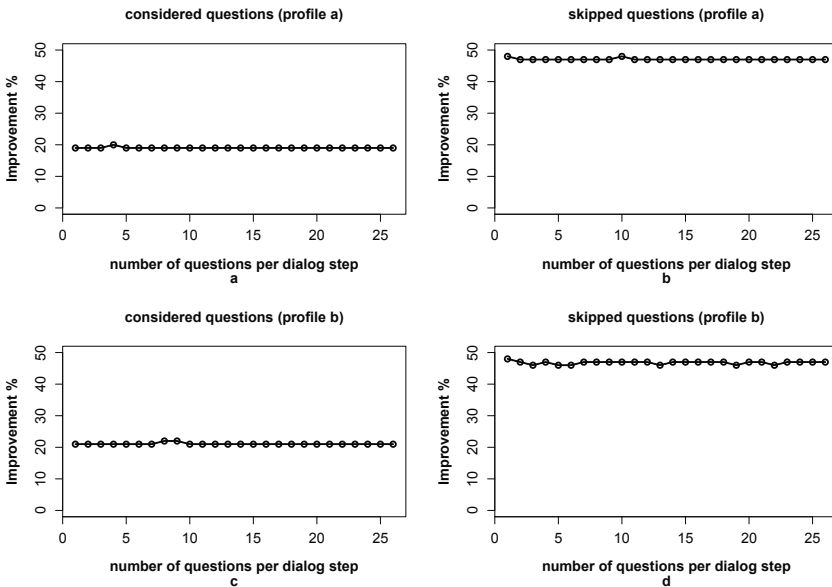 considered questions (profile a)
Improvement %
50
40
30
20
10
0
0 5 10 15 20 25
number of questions per dialog step
a
skipped questions (profile a)
Improvement %
50
40
30
20
10
0
0 5 10 15 20 25
number of questions per dialog step
b
considered questions (profile b)
Improvement %
50
40
30
20
10
0
0 5 10 15 20 25
number of questions per dialog step
c
skipped questions (profile b)
Improvement %
50
40
30
20
10
0
0 5 10 15 20 25
number of questions per dialog step
d